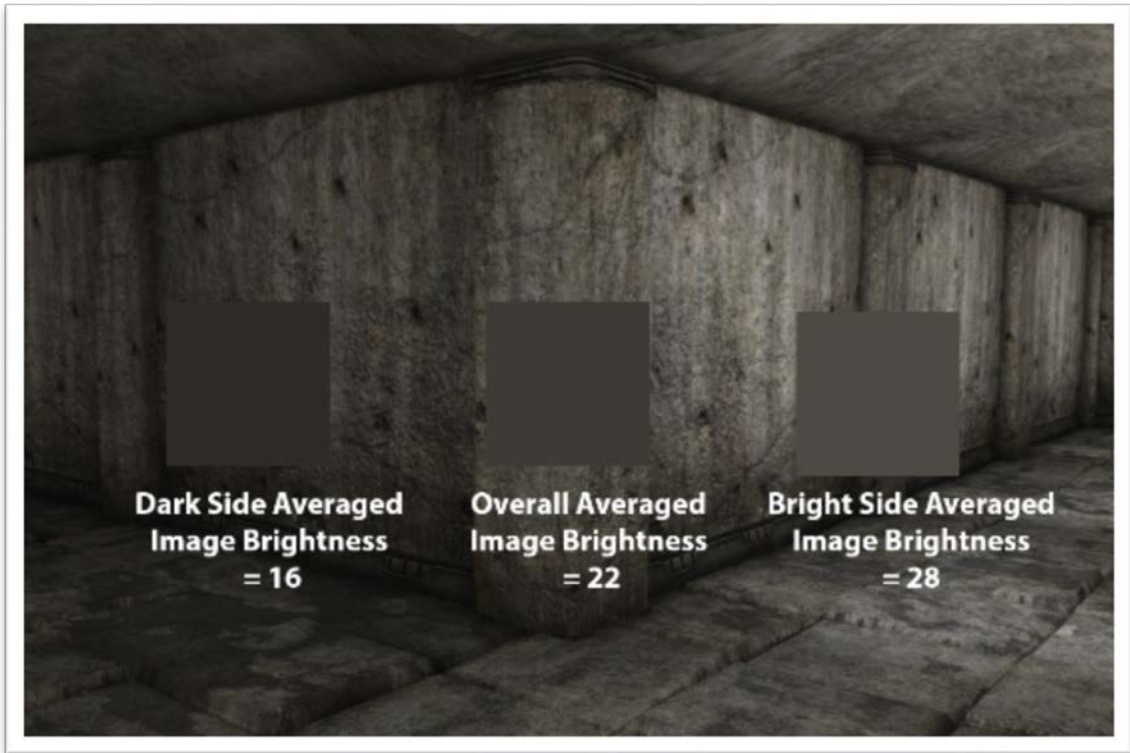 Dark Side Averaged
Image Brightness
= 16
Overall Averaged
Image Brightness
= 22
Bright Side Averaged
Image Brightness
= 28